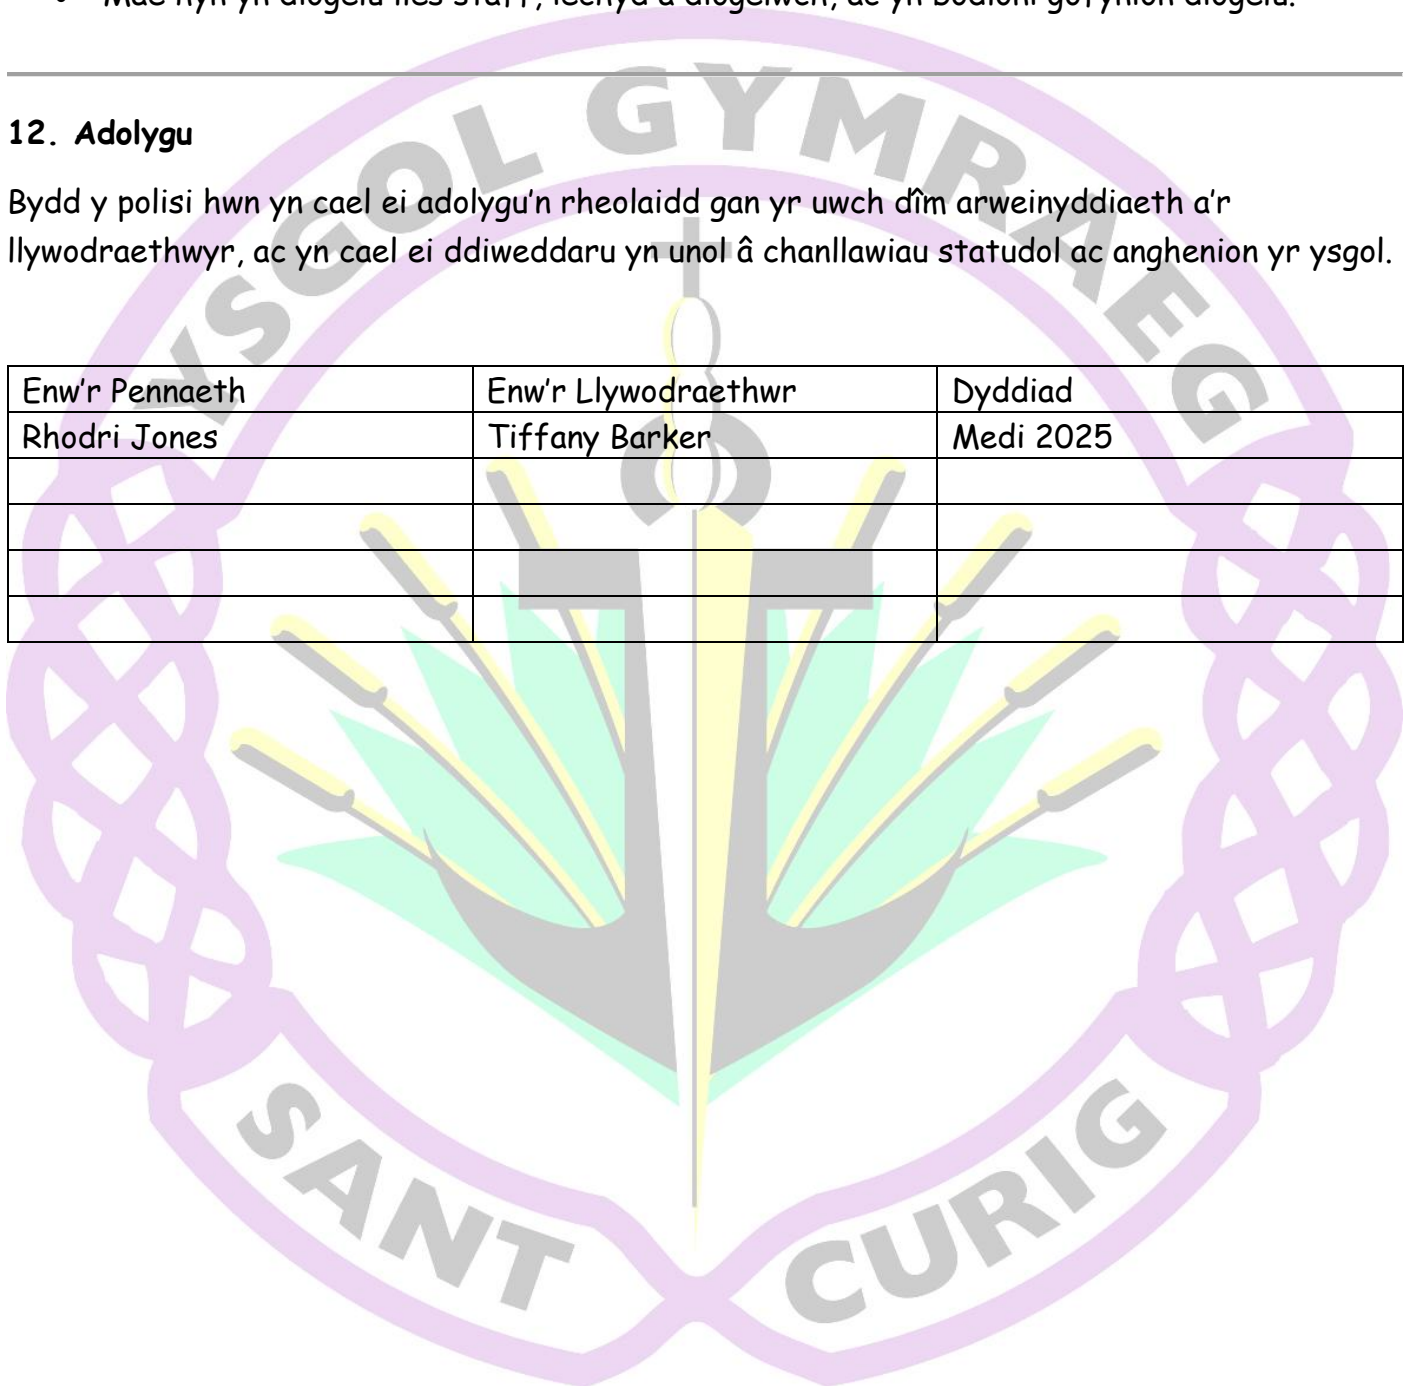 Mae hyn yn diogelu lles staff, iechyd a diogelwch, ac yn bodloni gofynion diogelu.
12. Adolygu
Bydd y polisi hwn yn cael ei adolygu'n rheolaidd gan yr uwch dîm arweinyddiaeth a'r
llywodraethwyr, ac yn cael ei ddiweddaru yn unol â chanllawiau statudol ac anghenion yr ysgol.
Enw'r Pennaeth Enw'r Llywodraethwr Dyddiad
Rhodri Jones Tiffany Barker Medi 2025
YSGOL GYMRAEG
SANT CURIG